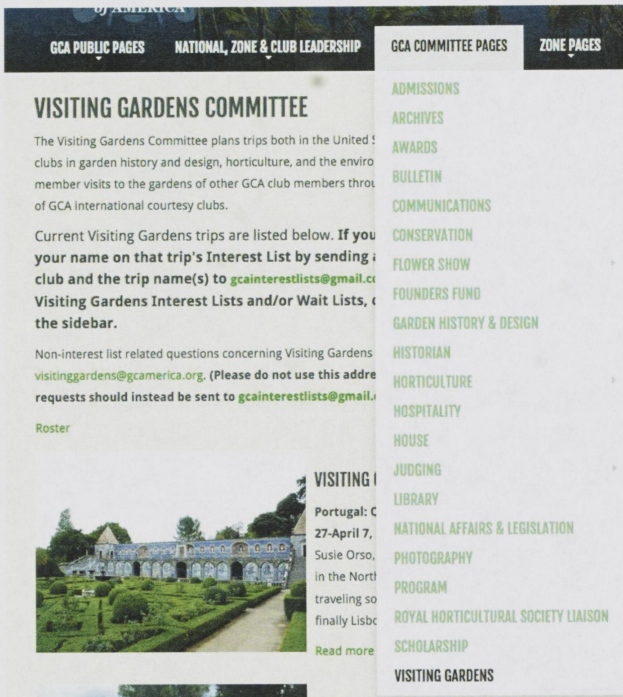 of AMERICA
GCA PUBLIC PAGES NATIONAL, ZONE & CLUB LEADERSHIP GCA COMMITTEE PAGES ZONE PAGES
VISITING GARDENS COMMITTEE
The Visiting Gardens Committee plans trips both in the United
clubs in garden history and design, horticulture, and the enviro
member visits to the gardens of other GCA club members throu
of GCA international courtesy clubs.
Current Visiting Gardens trips are listed below. If you
your name on that trip's Interest List by sending
club and the trip name(s) to gcainterestlists@gmail.co
Visiting Gardens Interest Lists and/or Wait Lists,
the sidebar.
Non-interest list related questions concerning Visiting Gardens
visitinggardens@gcamerica.org. (Please do not use this addre
requests should instead be sent to gcainterestlists@gmail.
Roster
VISITING
Portugal:
27-April 7,
Susie Orso,
in the North
traveling so
finally Lisbo
Read more
ADMISSIONS
ARCHIVES
AWARDS
BULLETIN
COMMUNICATIONS
CONSERVATION
FLOWER SHOW
FOUNDERS FUND
GARDEN HISTORY & DESIGN
HISTORIAN
HORTICULTURE
HOSPITALITY
HOUSE
JUDGING
LIBRARY
NATIONAL AFFAIRS & LEGISLATION
PHOTOGRAPHY
PROGRAM
ROYAL HORTICULTURAL SOCIETY LIAISON
SCHOLARSHIP
VISITING GARDENS